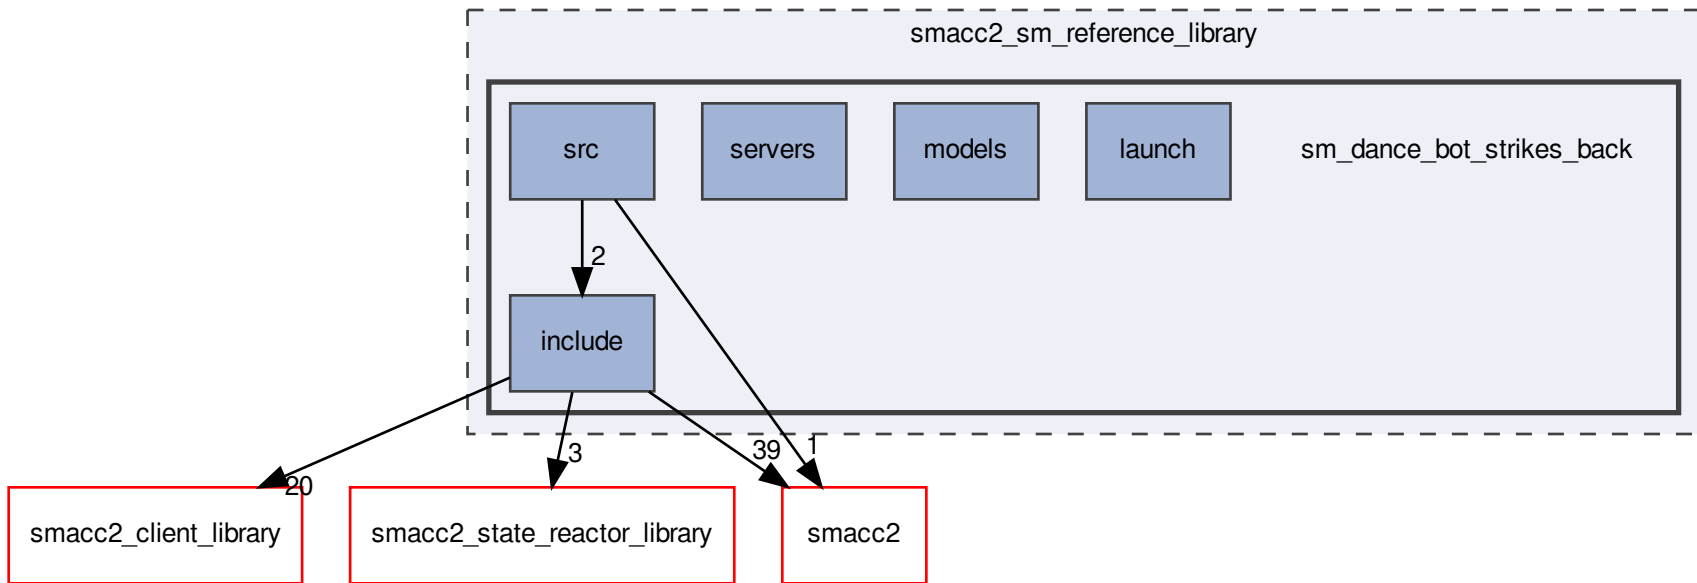 smacc2_sm_reference_library
src
servers
models
launch
sm_dance_bot_strikes_back
2
include
39
1
3
20
smacc2_client_library
smacc2_state_reactor_library
smacc2